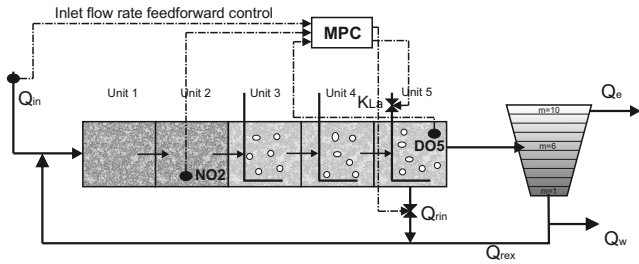 Inlet flow rate feedforward control
MPC
Unit 1
Unit 2
Unit 3
Unit 4
Unit 5
Qin
KLa
Qe
m=10
m=6
m=1
DO5
NO2
Qrin
Qw
Qrex